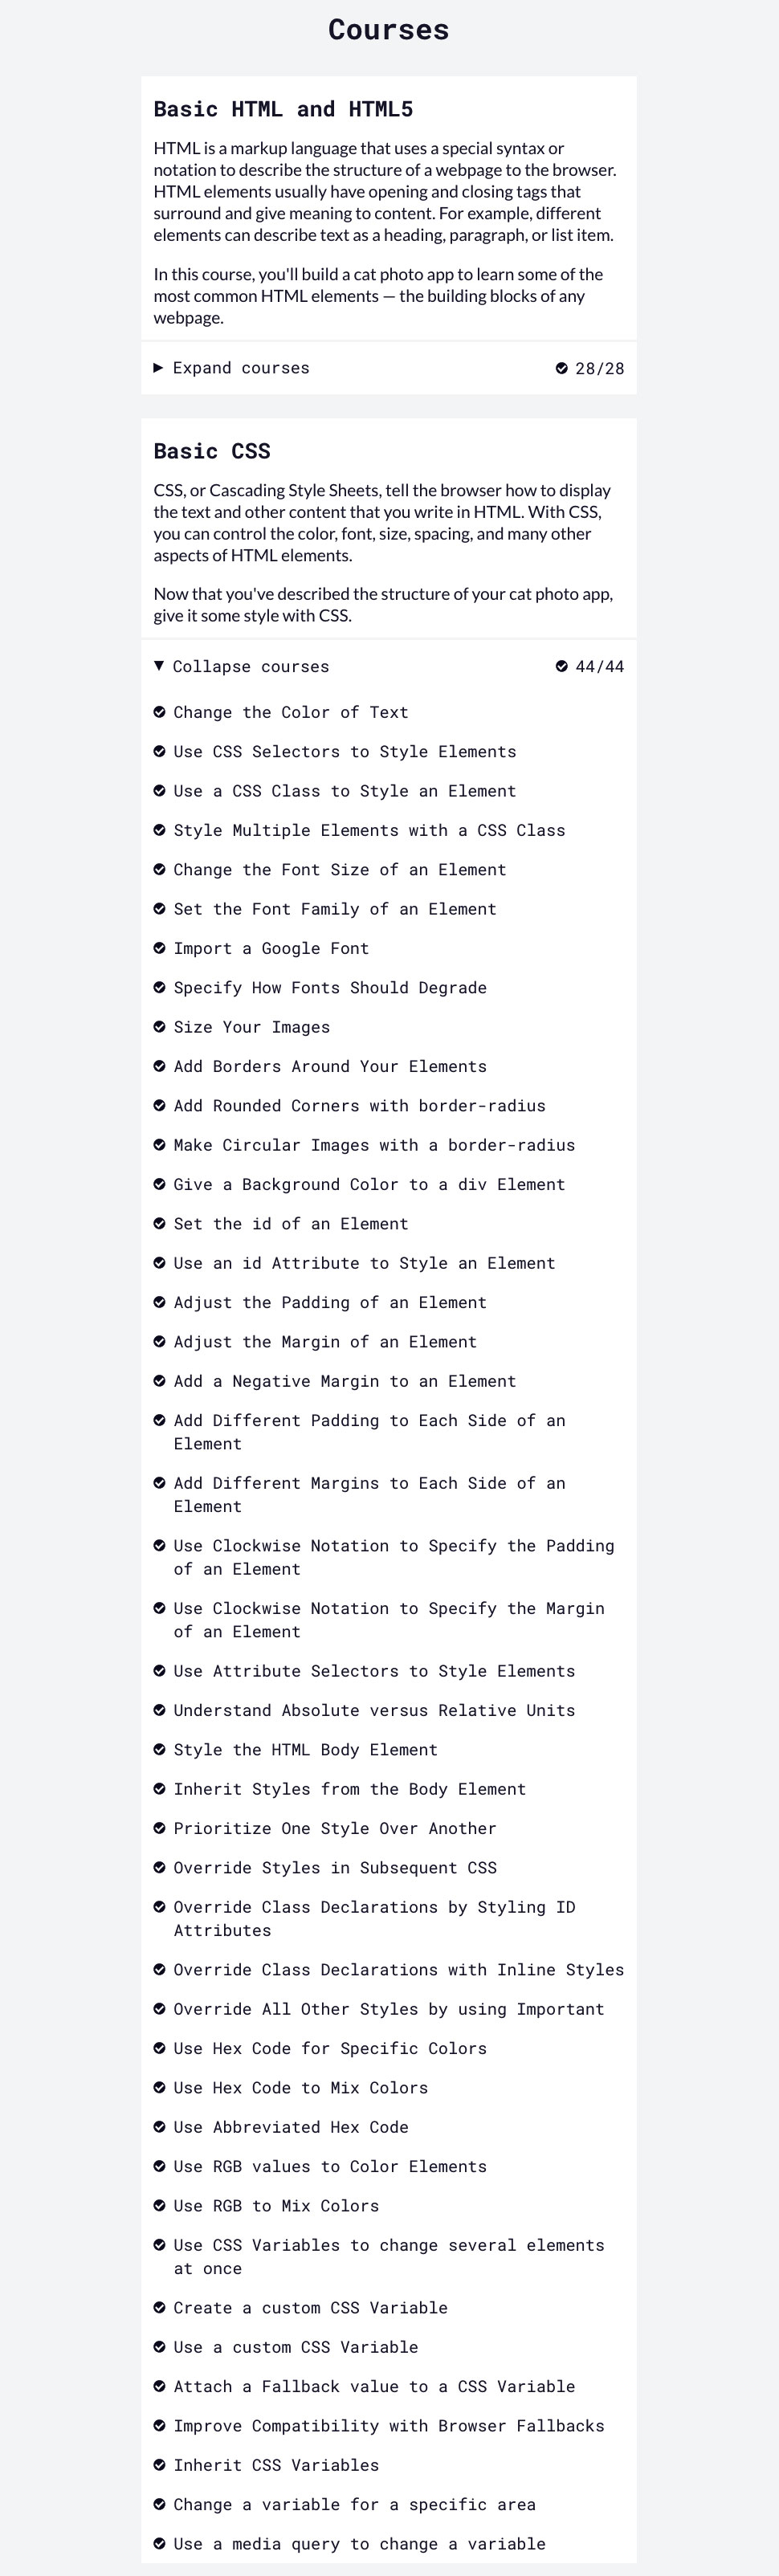 Courses
Basic HTML and HTML5
HTML is a markup language that uses a special syntax or
notation to describe the structure of a webpage to the browser.
HTML elements usually have opening and closing tags that
surround and give meaning to content. For example, different
elements can describe text as a heading, paragraph, or list item.
In this course, you'll build a cat photo app to learn some of the
most common HTML elements — the building blocks of any
webpage.
Expand courses 28/28
Basic CSS
CSS, or Cascading Style Sheets, tell the browser how to display
the text and other content that you write in HTML. With CSS,
you can control the color, font, size, spacing, and many other
aspects of HTML elements.
Now that you've described the structure of your cat photo app,
give it some style with CSS.
Collapse courses 44/44
Change the Color of Text
Use CSS Selectors to Style Elements
Use a CSS Class to Style an Element
Style Multiple Elements with a CSS Class
Change the Font Size of an Element
Set the Font Family of an Element
Import a Google Font
Specify How Fonts Should Degrade
Size Your Images
Add Borders Around Your Elements
Add Rounded Corners with border-radius
Make Circular Images with a border-radius
Give a Background Color to a div Element
Set the id of an Element
Use an id Attribute to Style an Element
Adjust the Padding of an Element
Adjust the Margin of an Element
Add a Negative Margin to an Element
Add Different Padding to Each Side of an
Element
Add Different Margins to Each Side of an
Element
Use Clockwise Notation to Specify the Padding
of an Element
Use Clockwise Notation to Specify the Margin
of an Element
Use Attribute Selectors to Style Elements
Understand Absolute versus Relative Units
Style the HTML Body Element
Inherit Styles from the Body Element
Prioritize One Style Over Another
Override Styles in Subsequent CSS
Override Class Declarations by Styling ID
Attributes
Override Class Declarations with Inline Styles
Override All Other Styles by using Important
Use Hex Code for Specific Colors
Use Hex Code to Mix Colors
Use Abbreviated Hex Code
Use RGB values to Color Elements
Use RGB to Mix Colors
Use CSS Variables to change several elements
at once
Create a custom CSS Variable
Use a custom CSS Variable
Attach a Fallback value to a CSS Variable
Improve Compatibility with Browser Fallbacks
Inherit CSS Variables
Change a variable for a specific area
Use a media query to change a variable